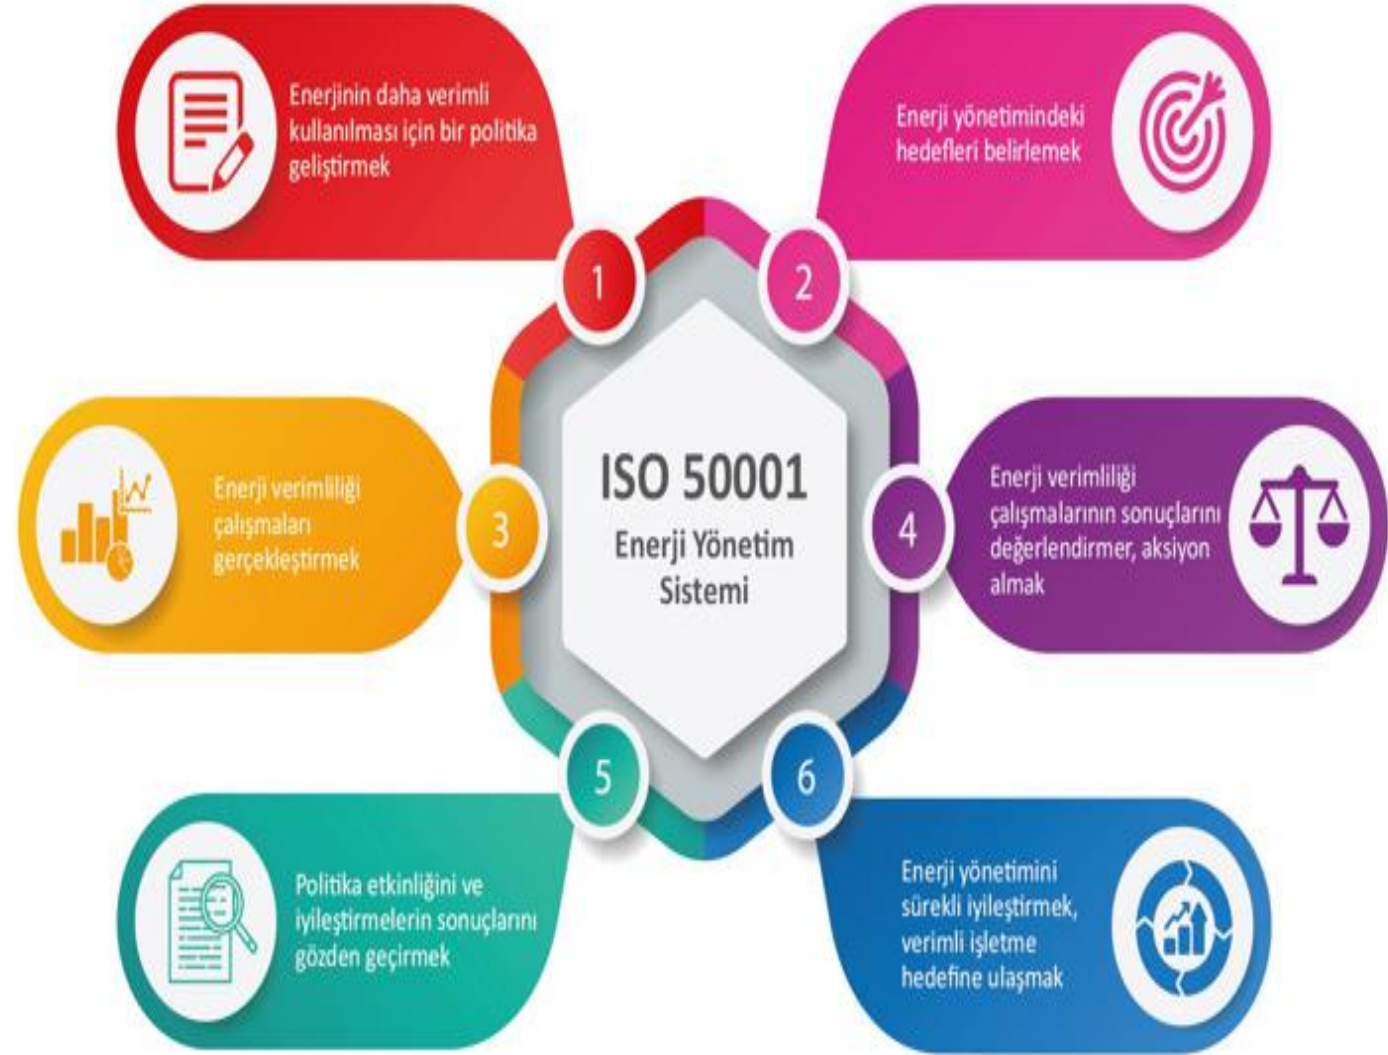 Enerjinin daha verimli
kullanılması için bir politika
geliştirmek
1
Enerji yönetimindeki
hedefleri belirlemek
2
Enerji verimliliği
çalışmaları
gerçekleştirmek
3
ISO 50001
Enerji Yönetim
Sistemi
4
Enerji verimliliği
çalışmalarının sonuçlarını
değerlendirmer, aksiyon
almak
5
Politika etkinliğini ve
iyileştirmelerin sonuçlarını
gözden geçirmek
6
Enerji yönetimini
sürekli iyileştirmek,
verimli işletme
hedefine ulaşmak